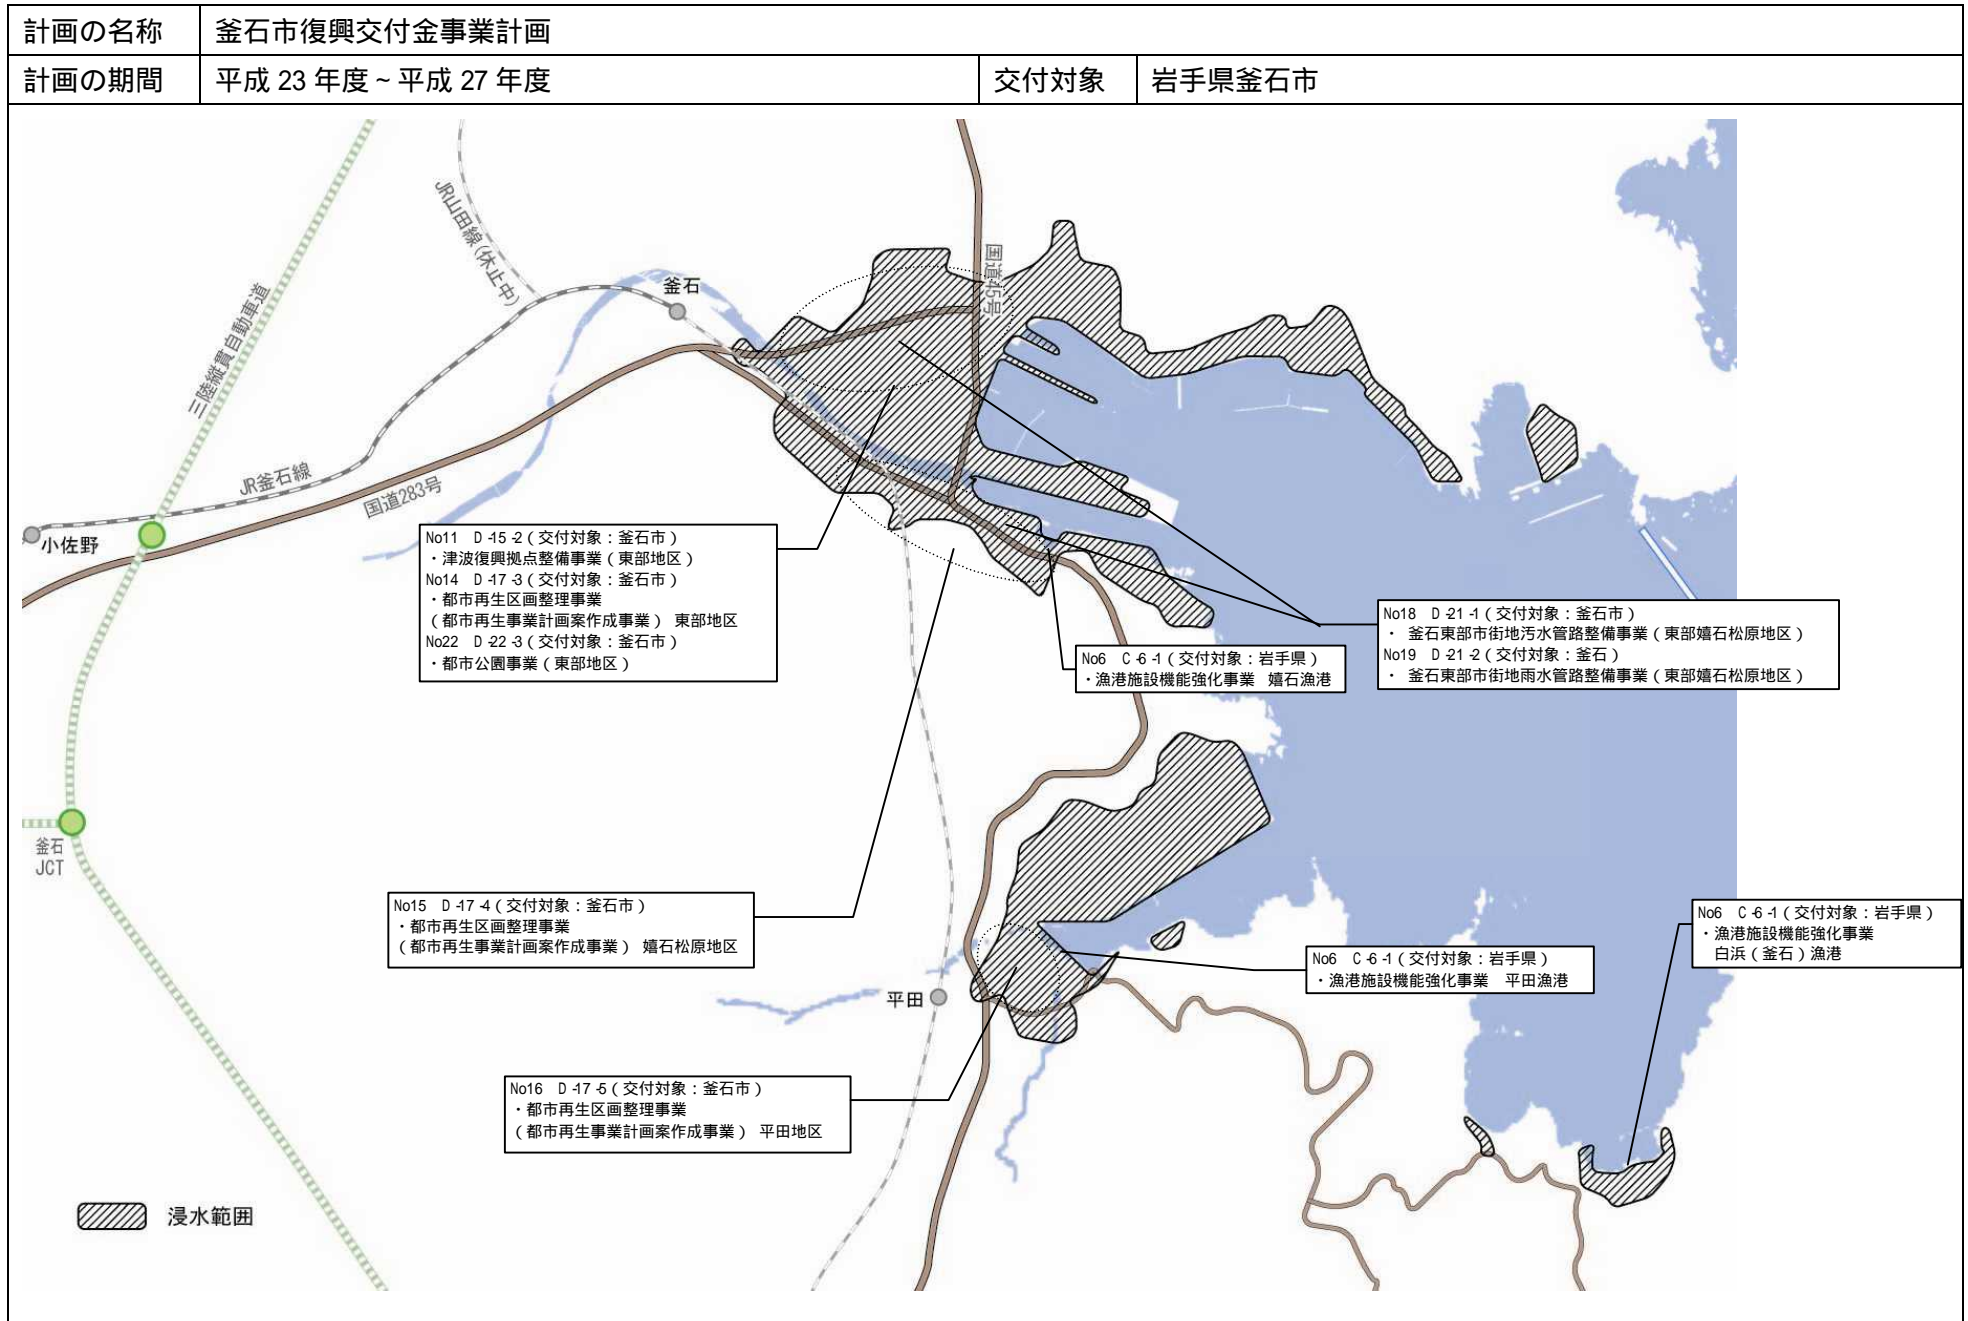 計画の名称 釜石市復興交付金事業計画
計画の期間 平成 23 年度 ~ 平成 27 年度 交付対象 岩手県釜石市
JR山田線(休止中)
国道45号
釜石
三陸縦貫自動車道
JR釜石線
国道283号
小佐野
No11 D-15-2（交付対象：釜石市）
・津波復興拠点整備事業（東部地区）
No14 D-17-3（交付対象：釜石市）
・都市再生区画整理事業
（都市再生事業計画案作成事業） 東部地区
No22 D-22-3（交付対象：釜石市）
・都市公園事業（東部地区）
No18 D-21-1（交付対象：釜石市）
・ 釜石東部市街地汚水管路整備事業（東部嬉石松原地区）
No19 D-21-2（交付対象：釜石）
・ 釜石東部市街地雨水管路整備事業（東部嬉石松原地区）
No6 C-6-1（交付対象：岩手県）
・漁港施設機能強化事業 嬉石漁港
釜石
JCT
No15 D-17-4（交付対象：釜石市）
・都市再生区画整理事業
（都市再生事業計画案作成事業） 嬉石松原地区
No6 C-6-1（交付対象：岩手県）
・漁港施設機能強化事業
白浜（釜石）漁港
No6 C-6-1（交付対象：岩手県）
・漁港施設機能強化事業 平田漁港
平田
No16 D-17-5（交付対象：釜石市）
・都市再生区画整理事業
（都市再生事業計画案作成事業） 平田地区
浸水範囲